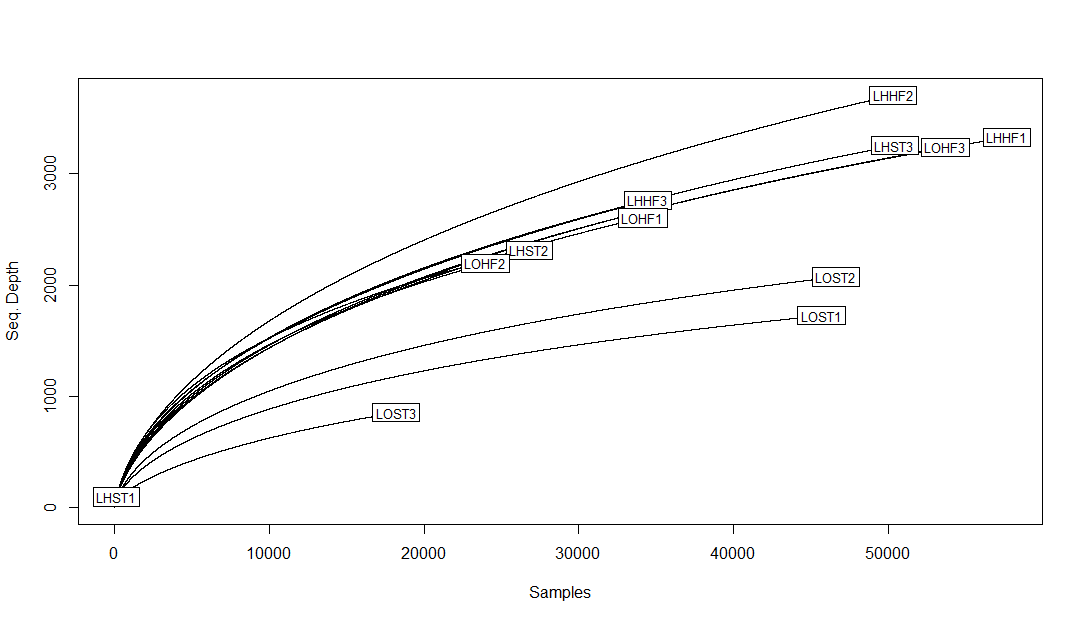 LHHF2
LHHF1
LHST3
LOHF3
3000
LHHF3
LOHF1
LHST2
LOHF2
2000
LOST2
LOST1
1000
LOST3
LHST1
0
Seq. Depth
0 10000 20000 30000 40000 50000
Samples